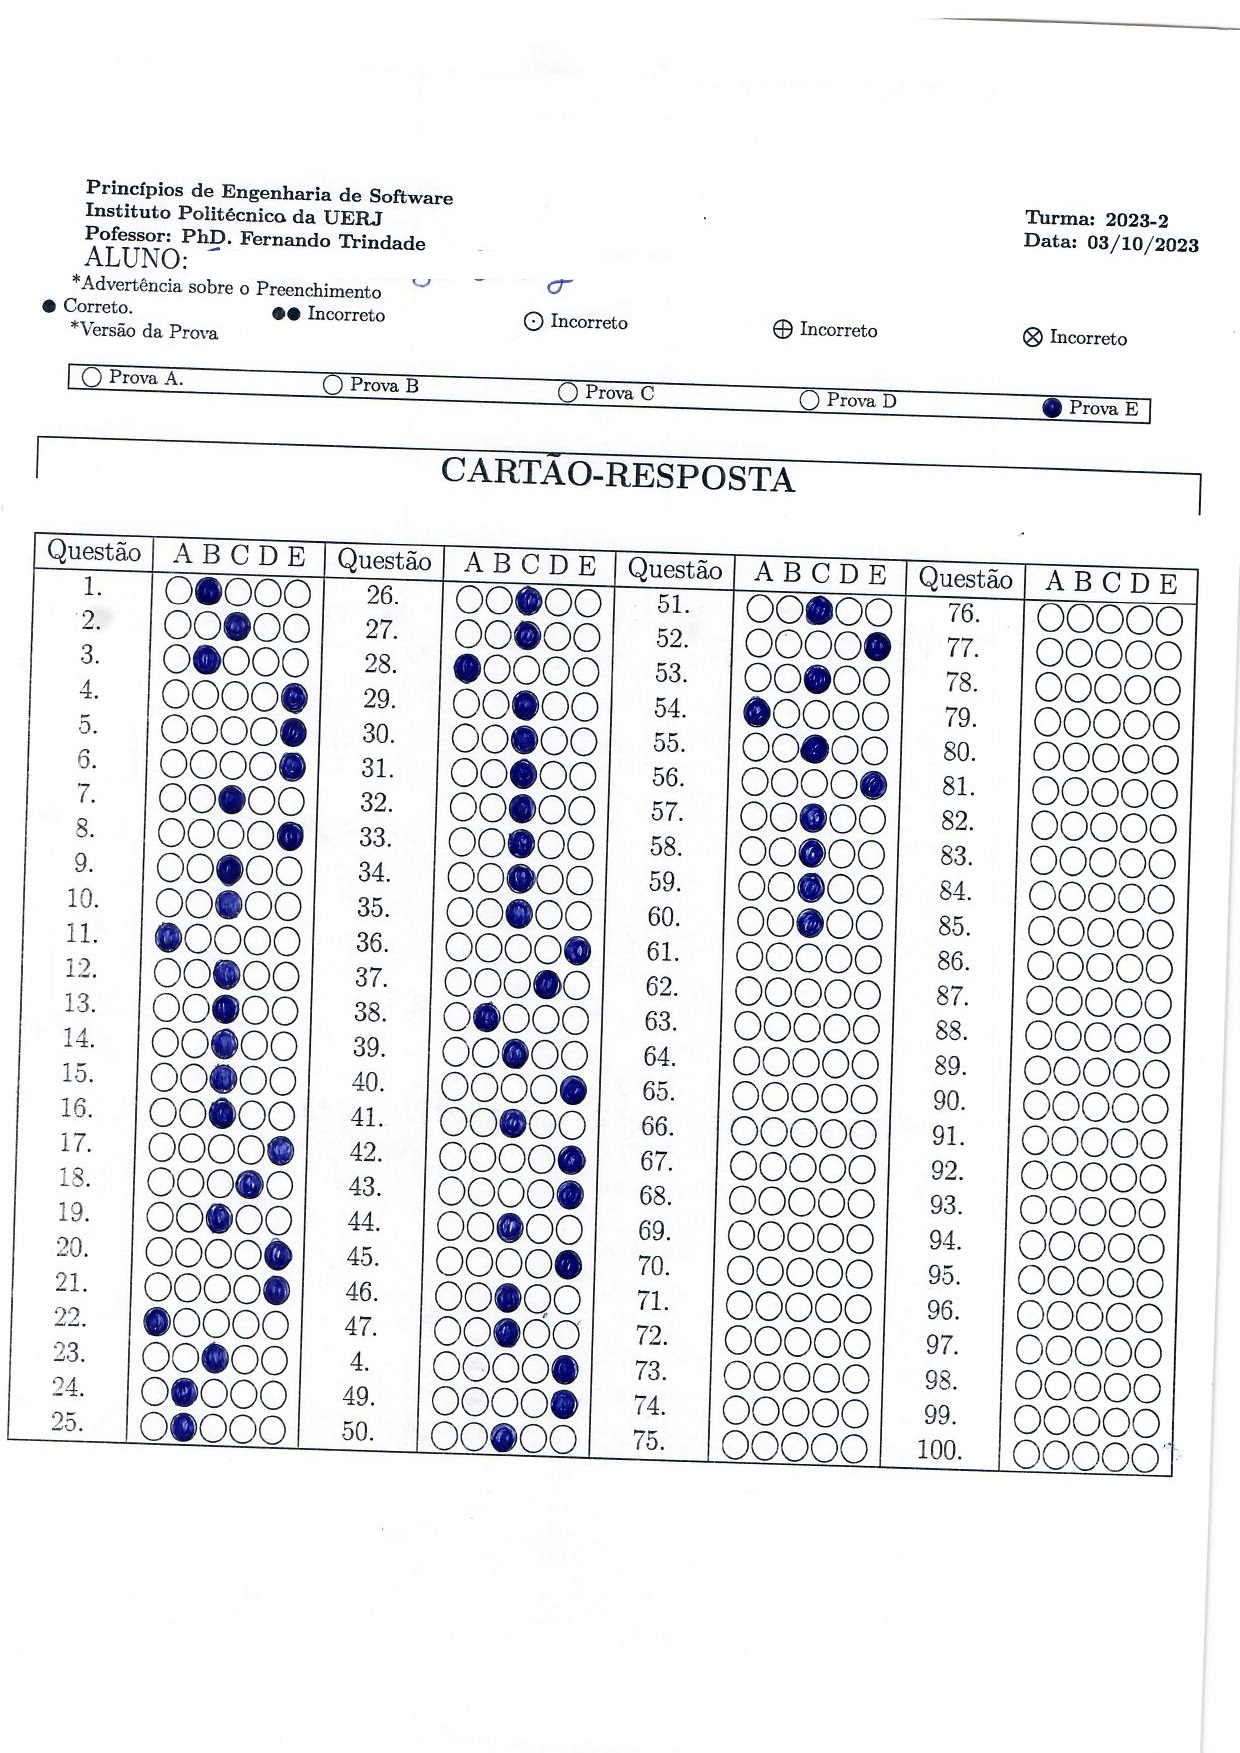 Princípios de Engenharia de Software
Instituto Politécnico da UERJ
Pofessor: PhD. Fernando Trindade
Turma: 2023-2
Data: 03/10/2023
ALUNO:
*Advertência sobre o Preenchimento
Correto. Incorreto Incorreto Incorreto Incorreto
*Versão da Prova
Prova A. Prova B Prova C Prova D Prova E
CARTÃO-RESPOSTA
Questão A B C D E Questão A B C D E Questão A B C D E Questão A B C D E
1. 26. 51. 76.
2. 27. 52. 77.
3. 28. 53. 78.
4. 29. 54. 79.
5. 30. 55. 80.
6. 31. 56. 81.
7. 32. 57. 82.
8. 33. 58. 83.
9. 34. 59. 84.
10. 35. 60. 85.
11. 36. 61. 86.
12. 37. 62. 87.
13. 38. 63. 88.
14. 39. 64. 89.
15. 40. 65. 90.
16. 41. 66. 91.
17. 42. 67. 92.
18. 43. 68. 93.
19. 44. 69. 94.
20. 45. 70. 95.
21. 46. 71. 96.
22. 47. 72. 97.
23. 4. 73. 98.
24. 49. 74. 99.
25. 50. 75. 100.